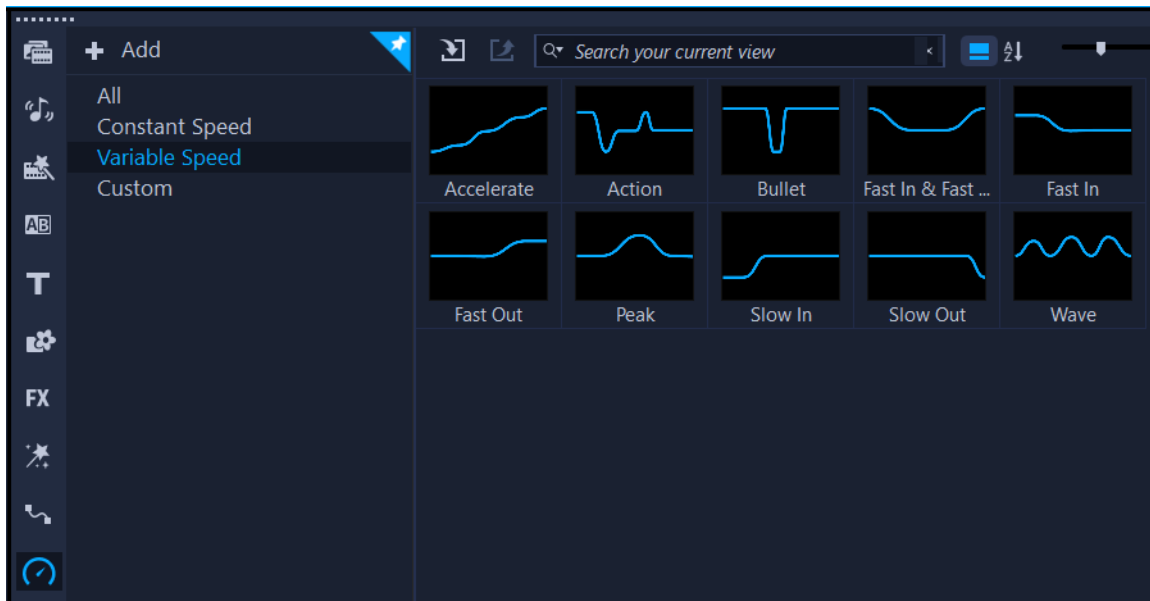 Add
Search your current view
All
Constant Speed
Variable Speed
Custom
Accelerate
Action
Bullet
Fast In & Fast ...
Fast In
Fast Out
Peak
Slow In
Slow Out
Wave
AB
T
FX
A
Z